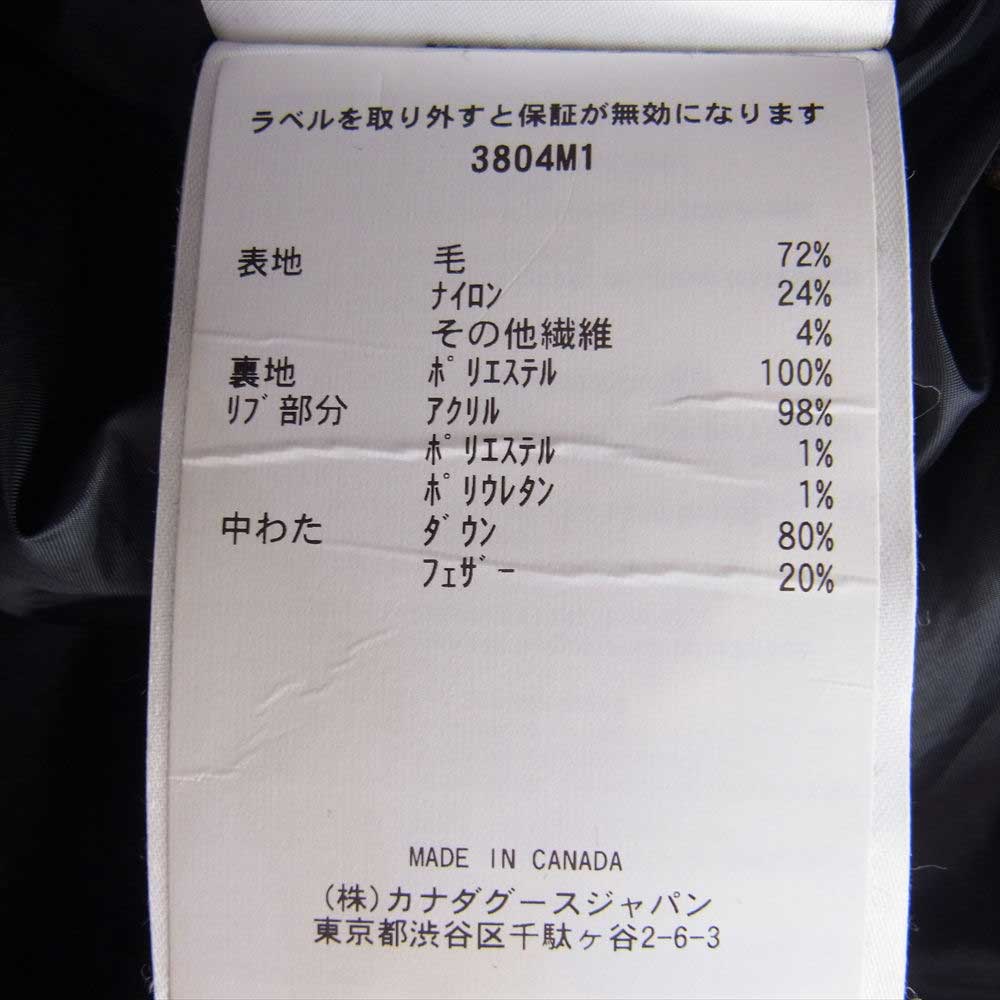 ラベルを取り外すと保証が無効になります
3804M1
表地 毛 72%
ナイロン 24%
その他繊維 4%
裏地 ﾎﾟﾘｴｽﾃﾙ 100%
ﾘﾌﾞ部分 ｱｸﾘﾙ 98%
ﾎﾟﾘｴｽﾃﾙ 1%
ﾎﾟﾘｳﾚﾀﾝ 1%
中わた ﾀﾞｳﾝ 80%
ﾌｪｻﾞｰ 20%
MADE IN CANADA
(株)カナダグースジャパン
東京都渋谷区千駄ヶ谷2-6-3